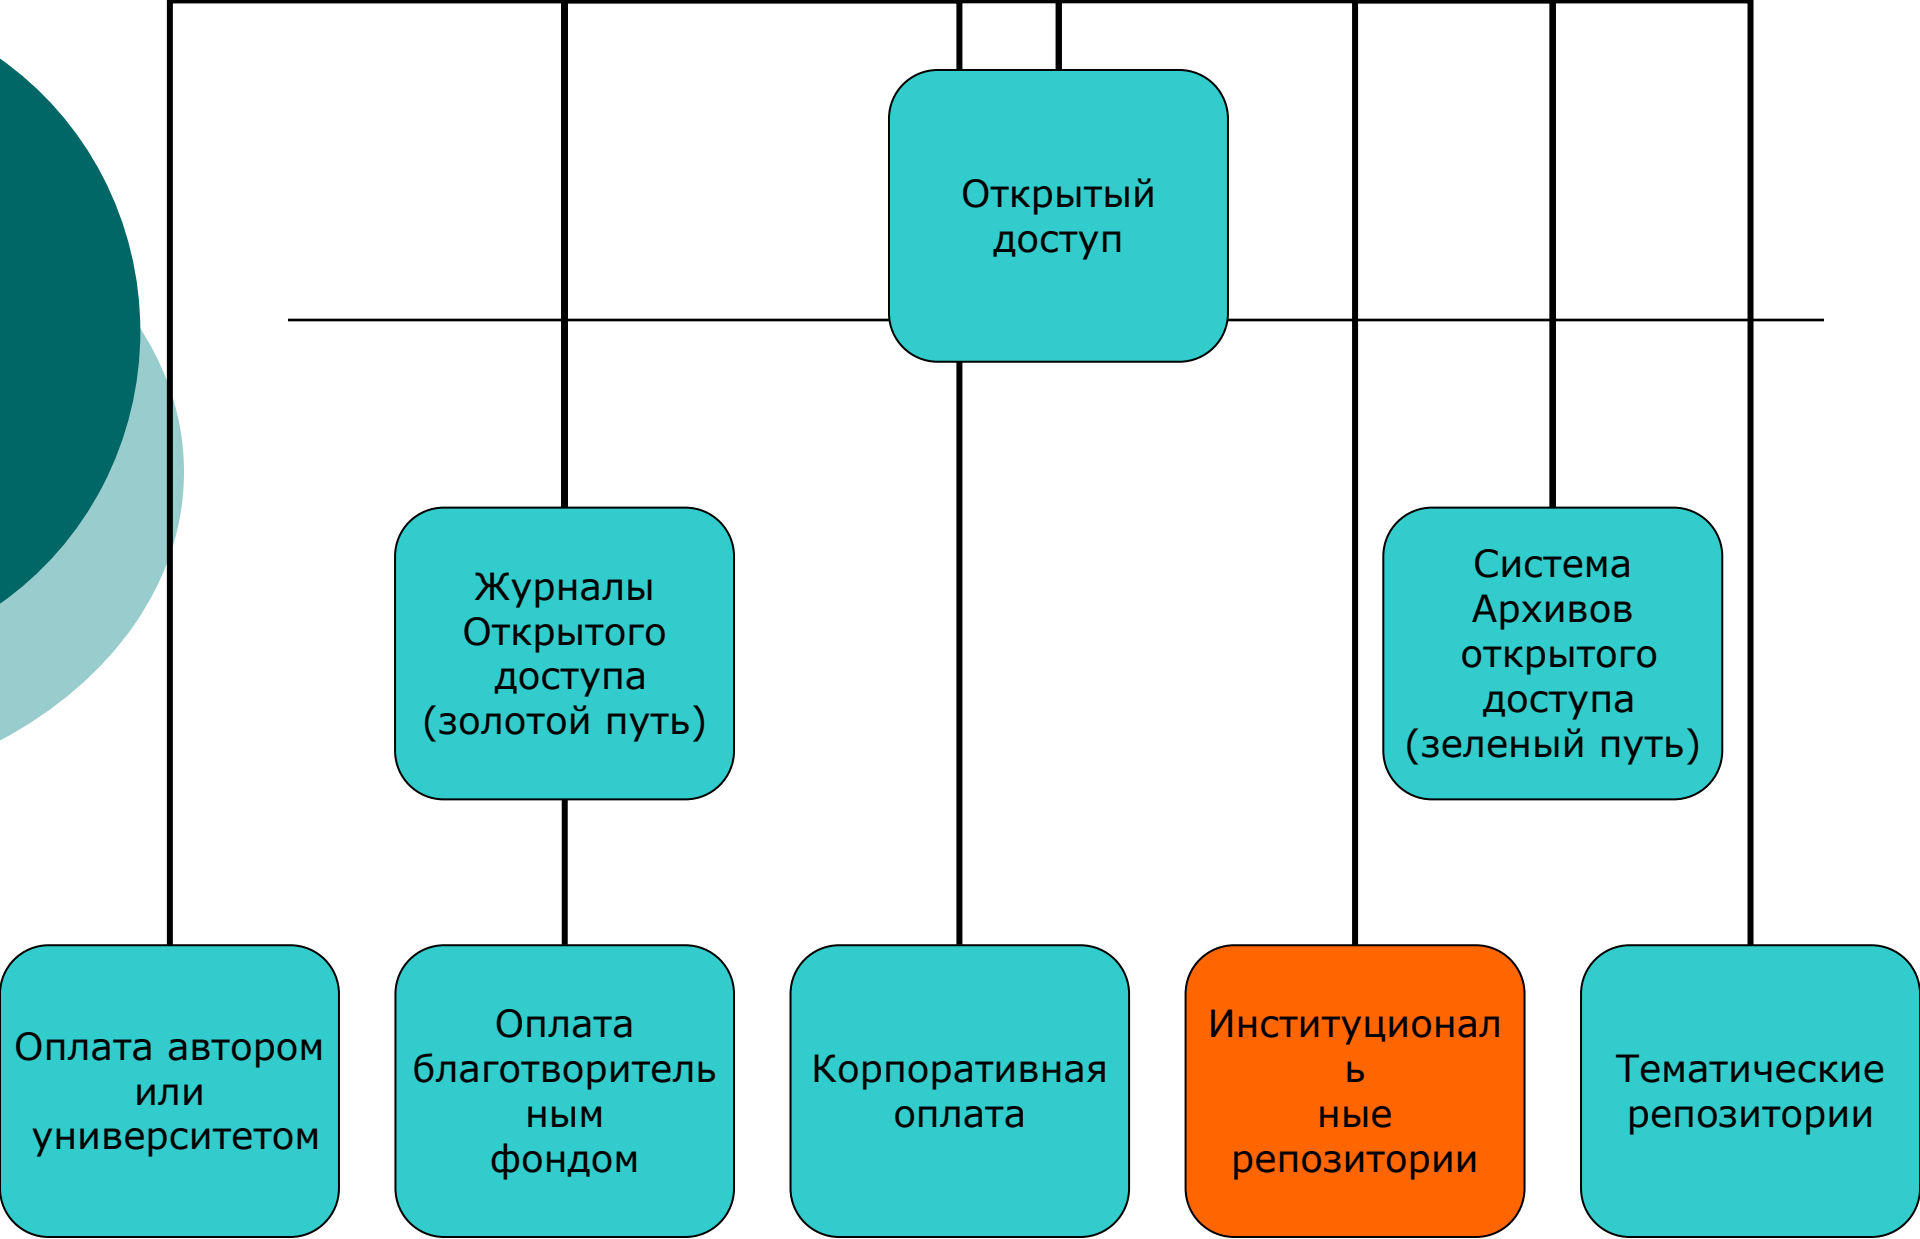 Открытый
доступ
Журналы
Открытого
доступа
(золотой путь)
Система
Архивов
открытого
доступа
(зеленый путь)
Оплата автором
или
университетом
Оплата
благотворитель
ным
фондом
Корпоративная
оплата
Институционал
ь
ные
репозитории
Тематические
репозитории